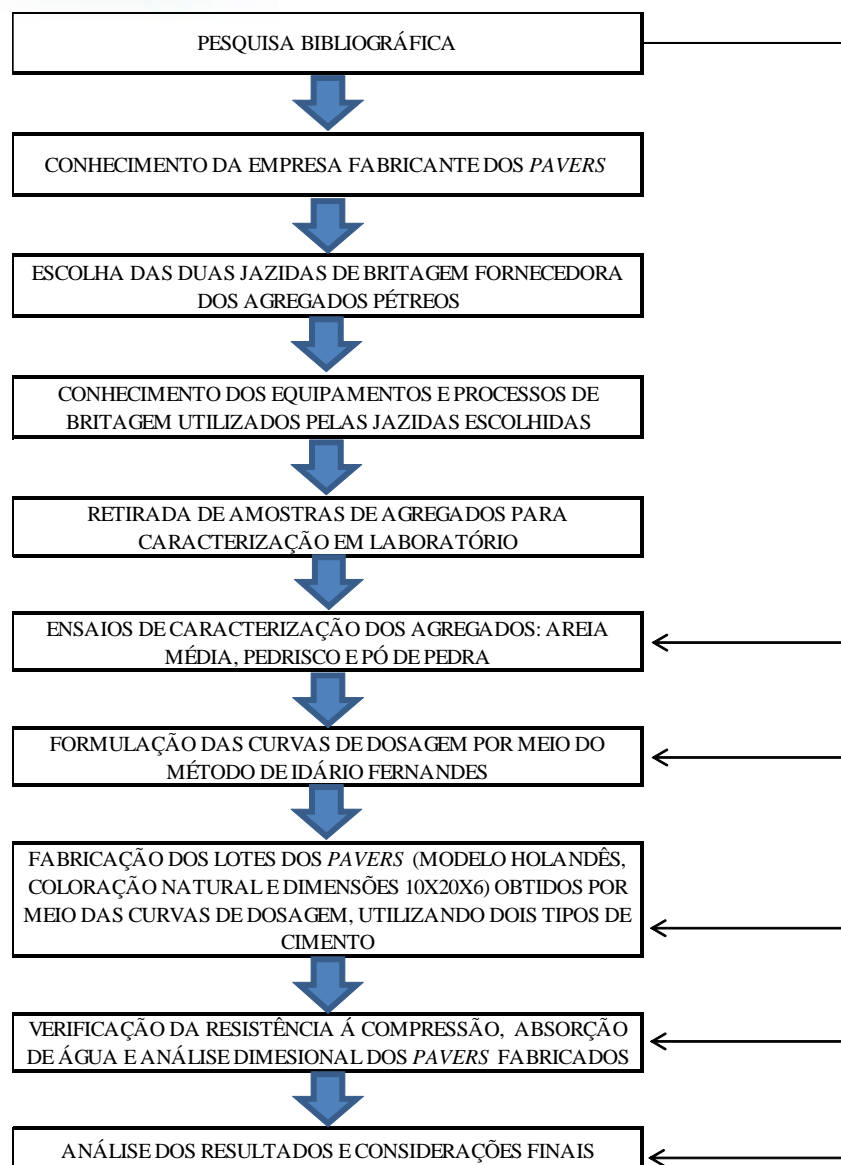 PESQUISA BIBLIOGRÁFICA
CONHECIMENTO DA EMPRESA FABRICANTE DOS PAVERS
ESCOLHA DAS DUAS JAZIDAS DE BRITAGEM FORNECEDORA
DOS AGREGADOS PÉTREOS
CONHECIMENTO DOS EQUIPAMENTOS E PROCESSOS DE
BRITAGEM UTILIZADOS PELAS JAZIDAS ESCOLHIDAS
RETIRADA DE AMOSTRAS DE AGREGADOS PARA
CARACTERIZAÇÃO EM LABORATÓRIO
ENSAIOS DE CARACTERIZAÇÃO DOS AGREGADOS: AREIA
MÉDIA, PEDRISCO E PÓ DE PEDRA
FORMULAÇÃO DAS CURVAS DE DOSAGEM POR MEIO DO
MÉTODO DE IDÁRIO FERNANDES
FABRICAÇÃO DOS LOTES DOS PAVERS (MODELO HOLANDÊS,
COLORAÇÃO NATURAL E DIMENSÕES 10X20X6) OBTIDOS POR
MEIO DAS CURVAS DE DOSAGEM, UTILIZANDO DOIS TIPOS DE
CIMENTO
VERIFICAÇÃO DA RESISTÊNCIA Á COMPRESSÃO, ABSORÇÃO
DE ÁGUA E ANÁLISE DIMESIONAL DOS PAVERS FABRICADOS
ANÁLISE DOS RESULTADOS E CONSIDERAÇÕES FINAIS